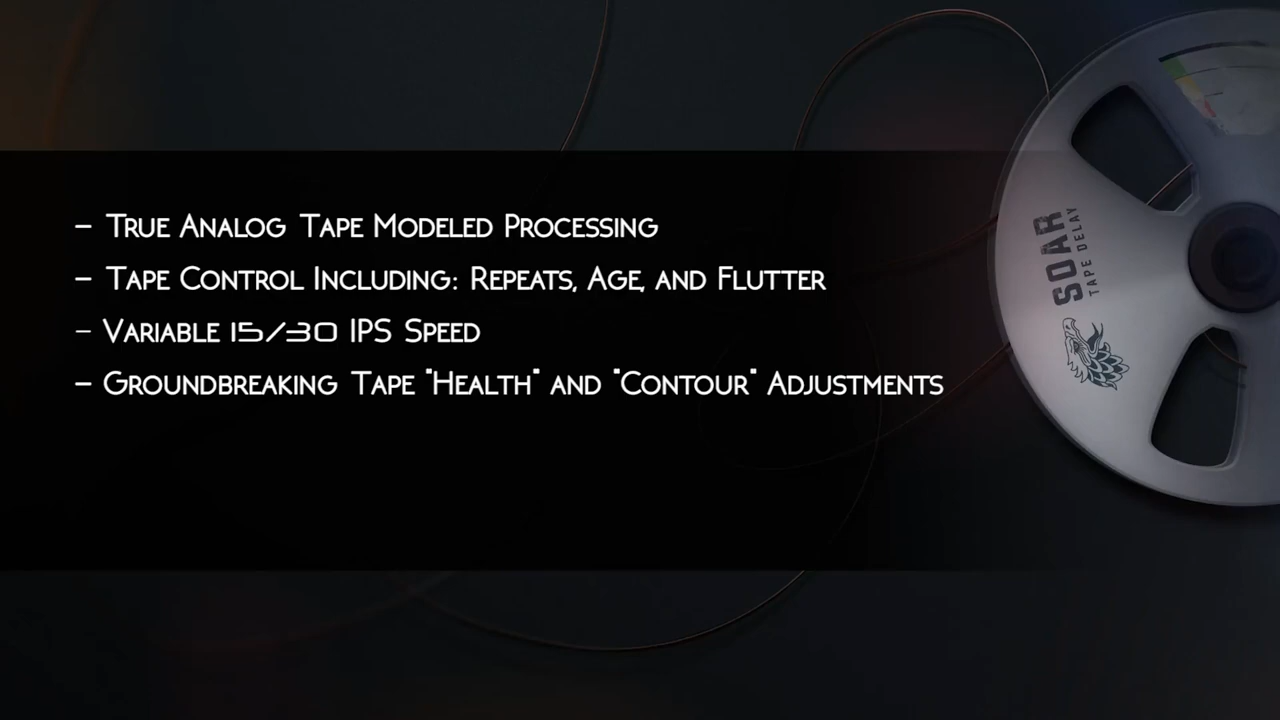 - True Analog Tape Modeled Processing
- Tape Control Including: Repeats, Age, and Flutter
- Variable 15/30 IPS Speed
- Groundbreaking Tape "Health" and "Contour" Adjustments
SOAR
TAPE DELAY